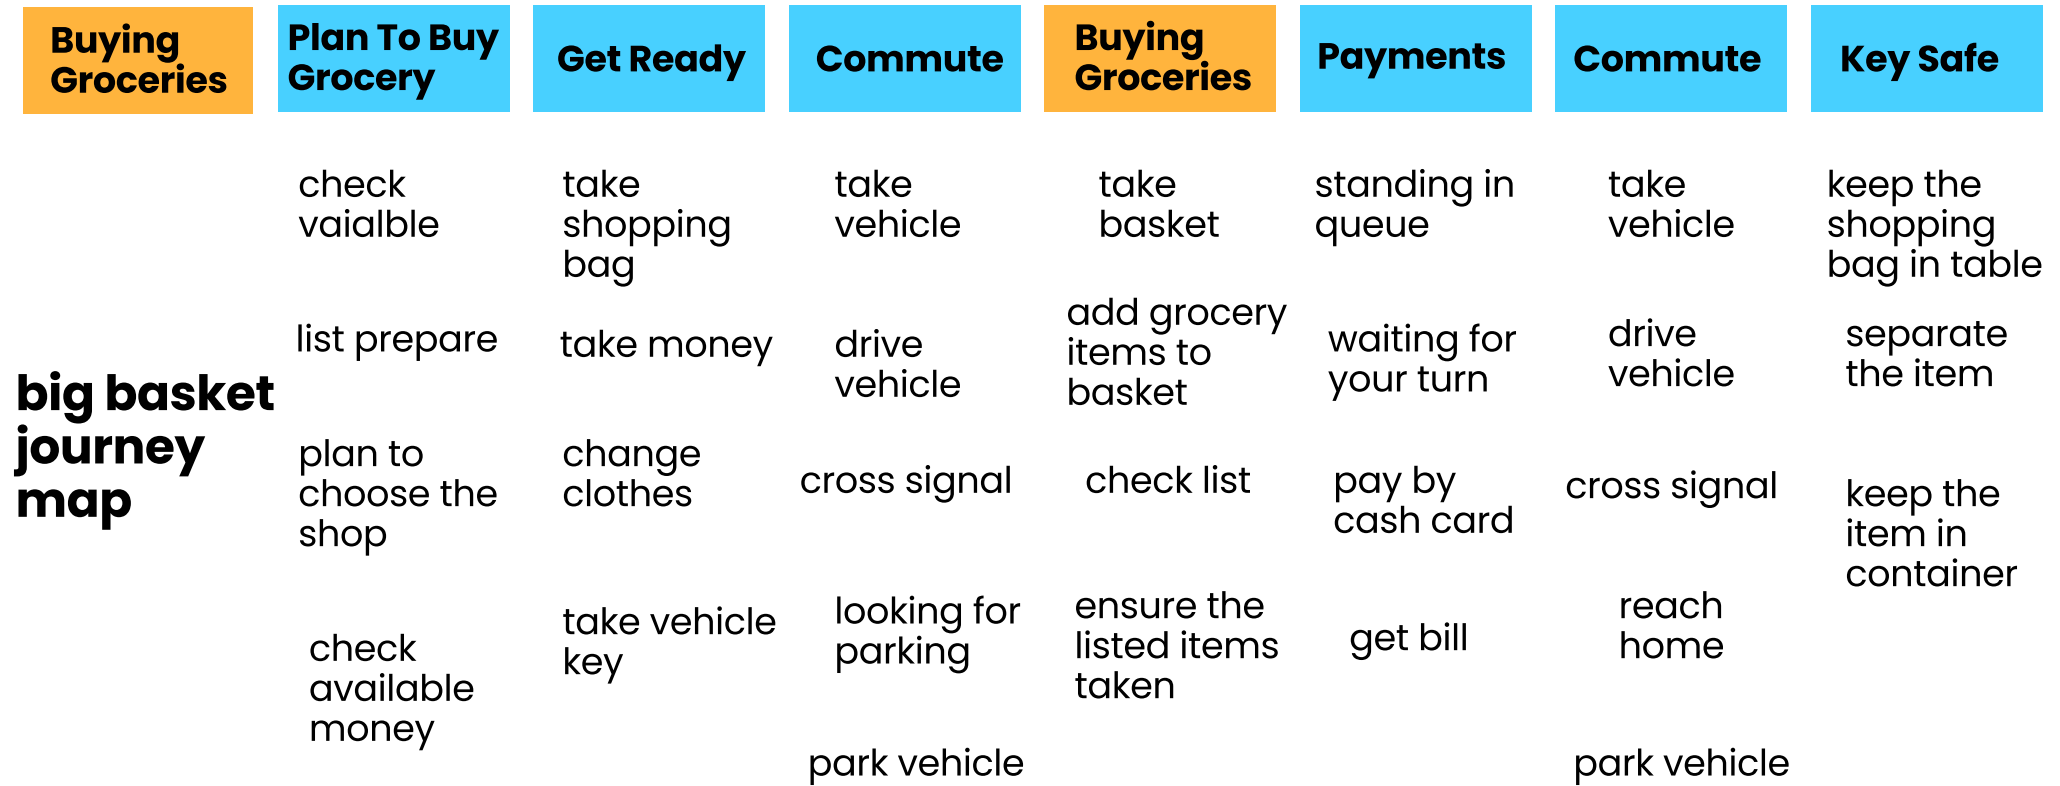 Buying
Groceries
Plan To Buy
Grocery
Get Ready
Commute
Buying
Groceries
Payments
Commute
Key Safe
big basket
journey
map
check
vaialble
list prepare
plan to
choose the
shop
check
available
money
take
shopping
bag
take money
change
clothes
take vehicle
key
take
vehicle
drive
vehicle
cross signal
looking for
parking
park vehicle
take
basket
add grocery
items to
basket
check list
ensure the
listed items
taken
standing in
queue
waiting for
your turn
pay by
cash card
get bill
take
vehicle
drive
vehicle
cross signal
reach
home
park vehicle
keep the
shopping
bag in table
separate
the item
keep the
item in
container